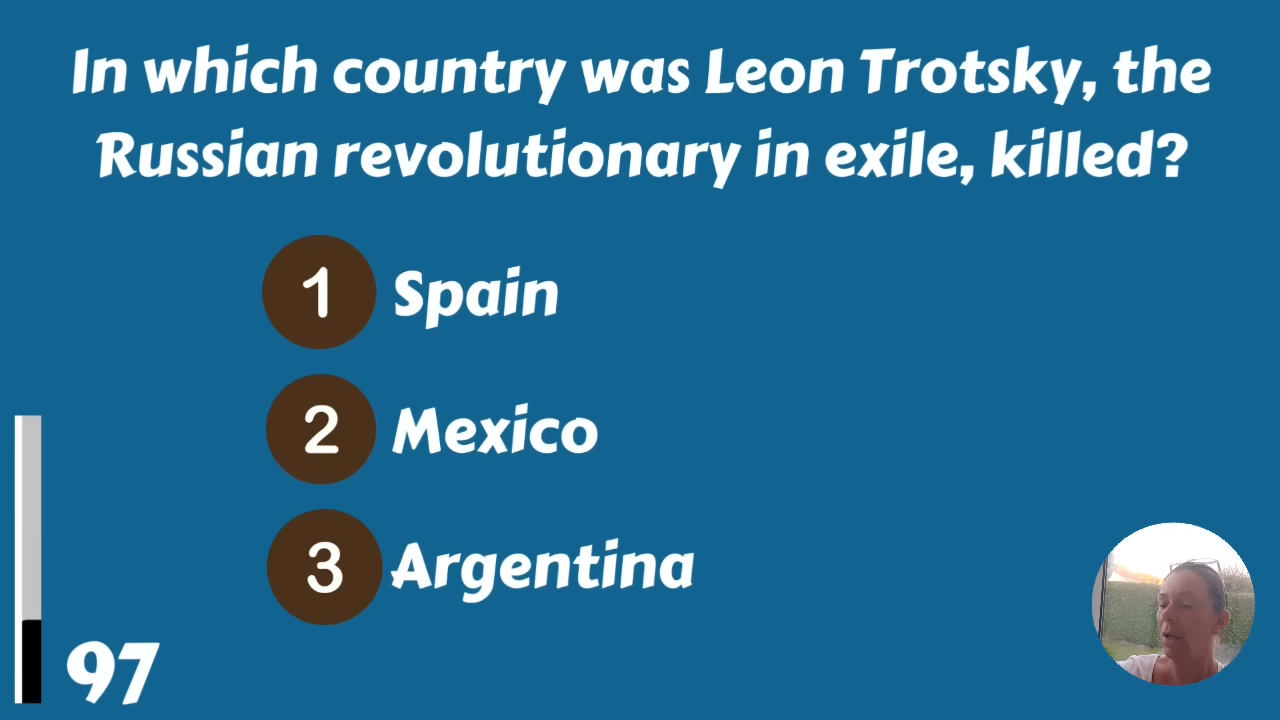 In which country was Leon Trotsky, the
Russian revolutionary in exile, killed?
1 Spain
2 Mexico
3 Argentina
97